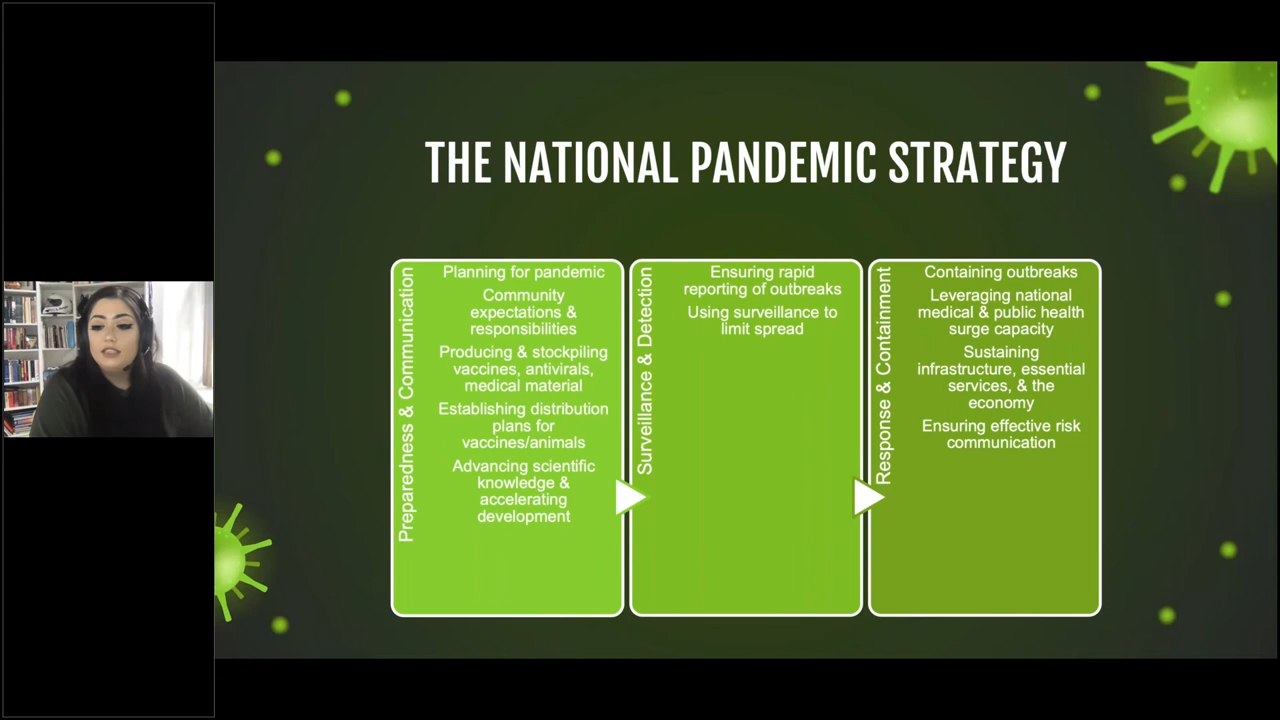 THE NATIONAL PANDEMIC STRATEGY
Preparedness & Communication
Planning for pandemic
Community
expectations &
responsibilities
Producing & stockpiling
vaccines, antivirals,
medical material
Establishing distribution
plans for
vaccines/animals
Advancing scientific
knowledge &
accelerating
development
Surveillance & Detection
Ensuring rapid
reporting of outbreaks
Using surveillance to
limit spread
Response & Containment
Containing outbreaks
Leveraging national
medical & public health
surge capacity
Sustaining
infrastructure, essential
services, & the
economy
Ensuring effective risk
communication